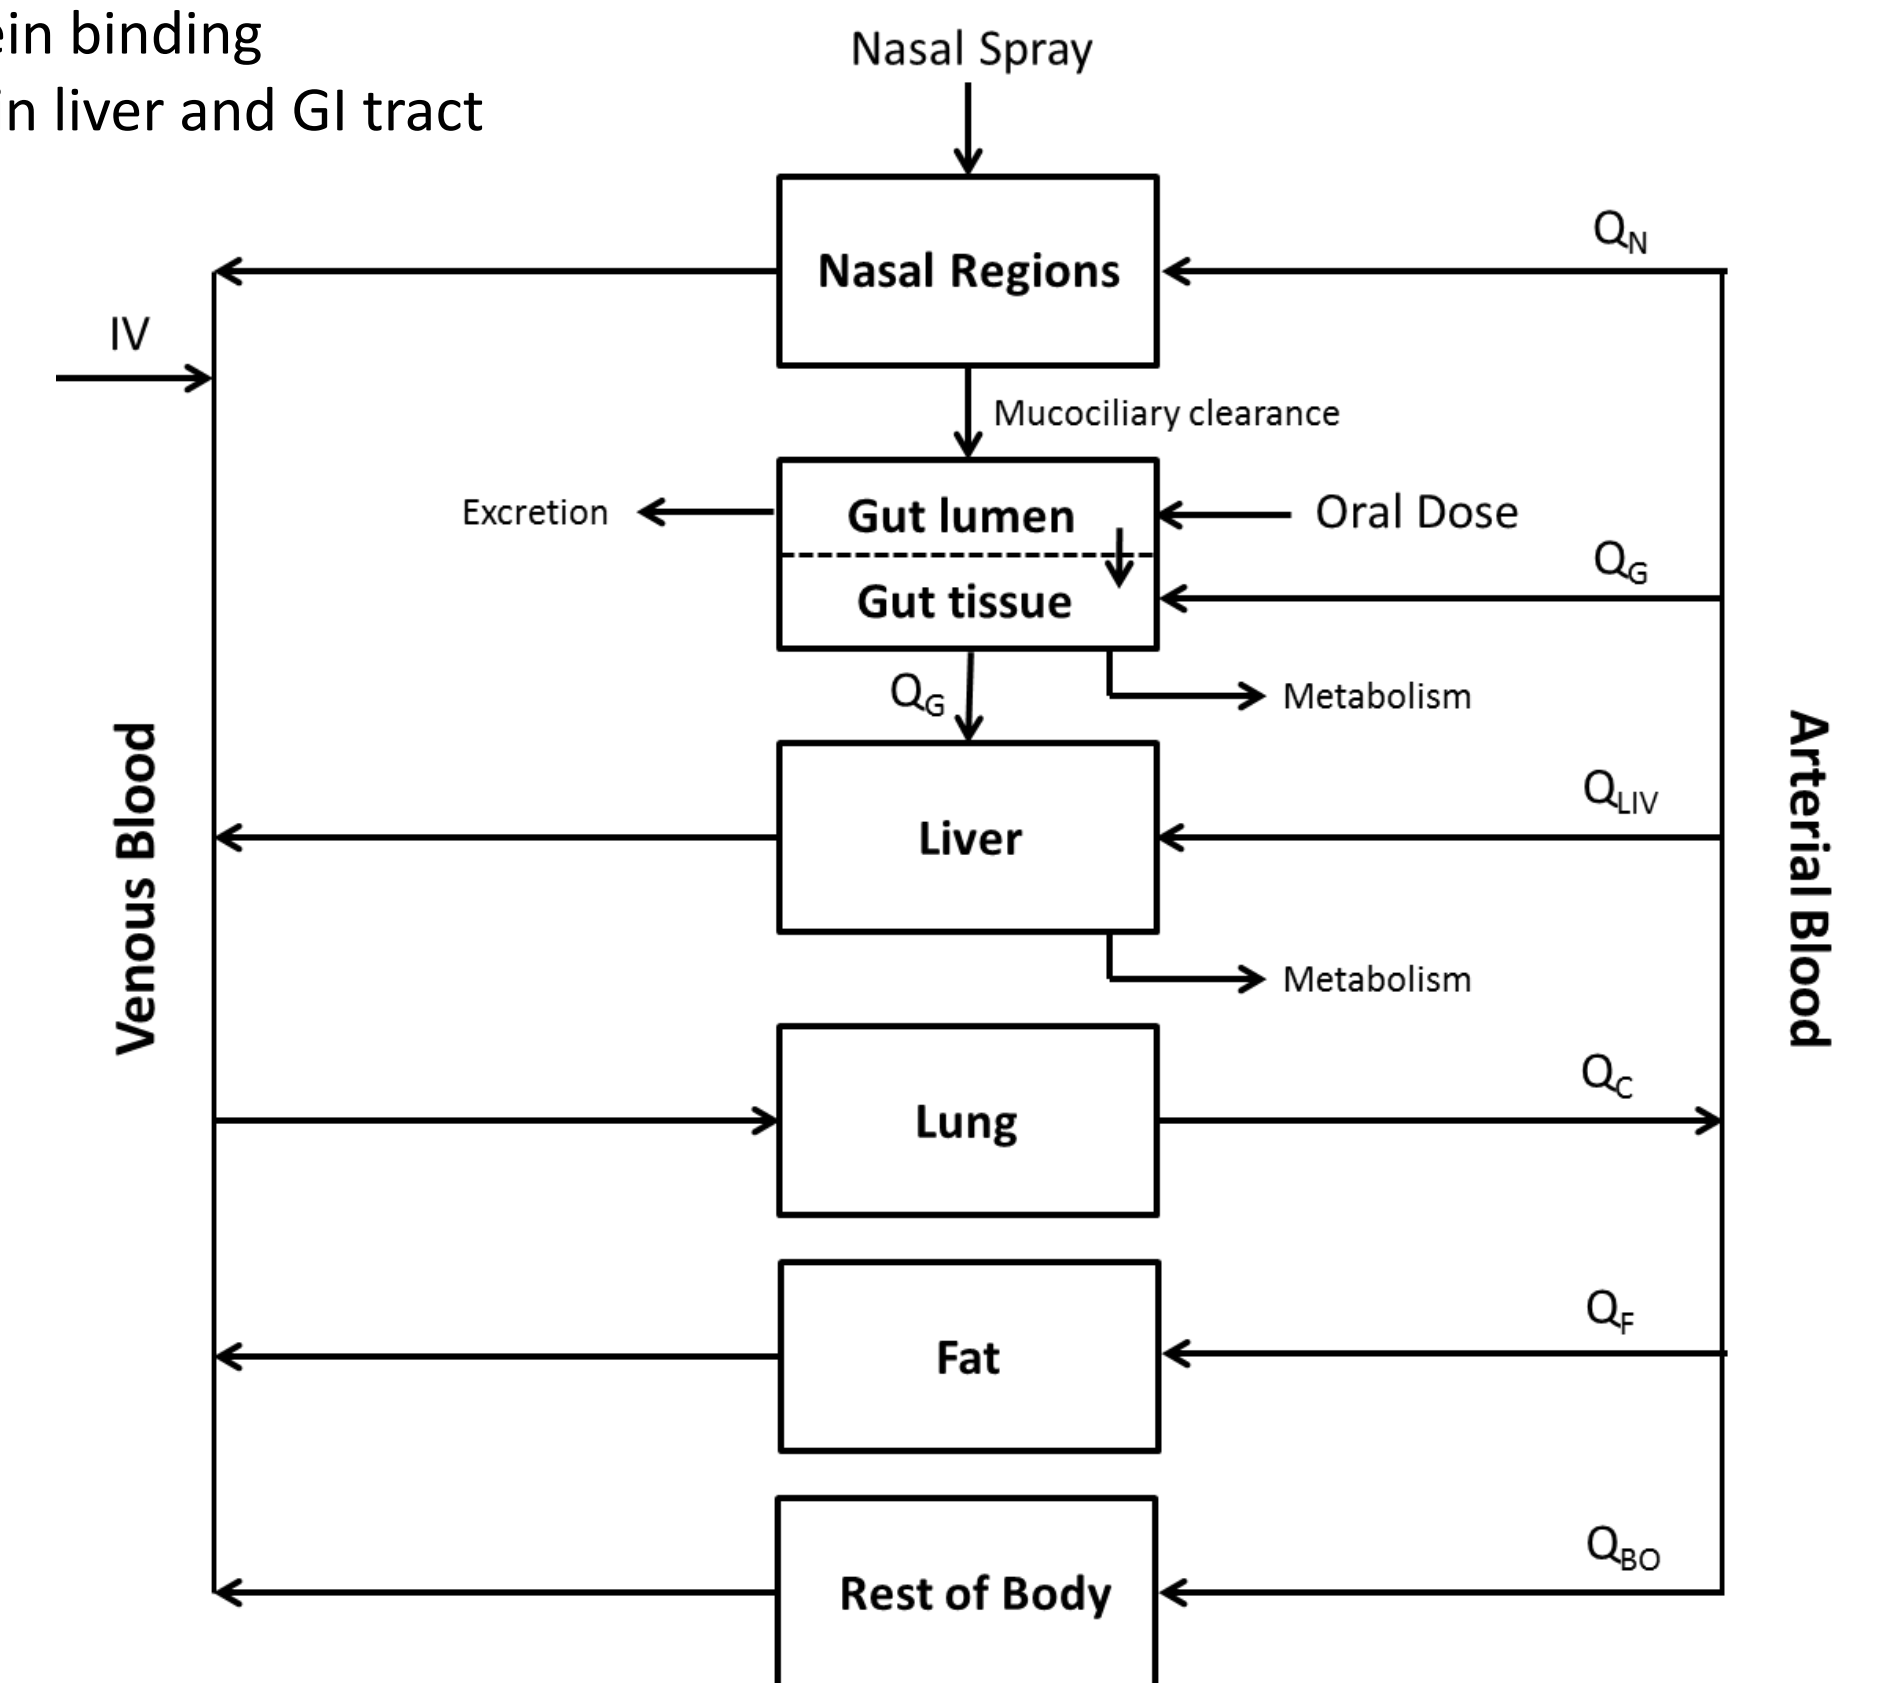 ein binding
in liver and GI tract
Nasal Spray
Nasal Regions
QN
IV
Mucociliary clearance
Excretion
Gut lumen
Oral Dose
Gut tissue
QG
QG
Metabolism
Venous Blood
Arterial Blood
Liver
QLIV
Metabolism
Lung
QC
Fat
QF
Rest of Body
QBO